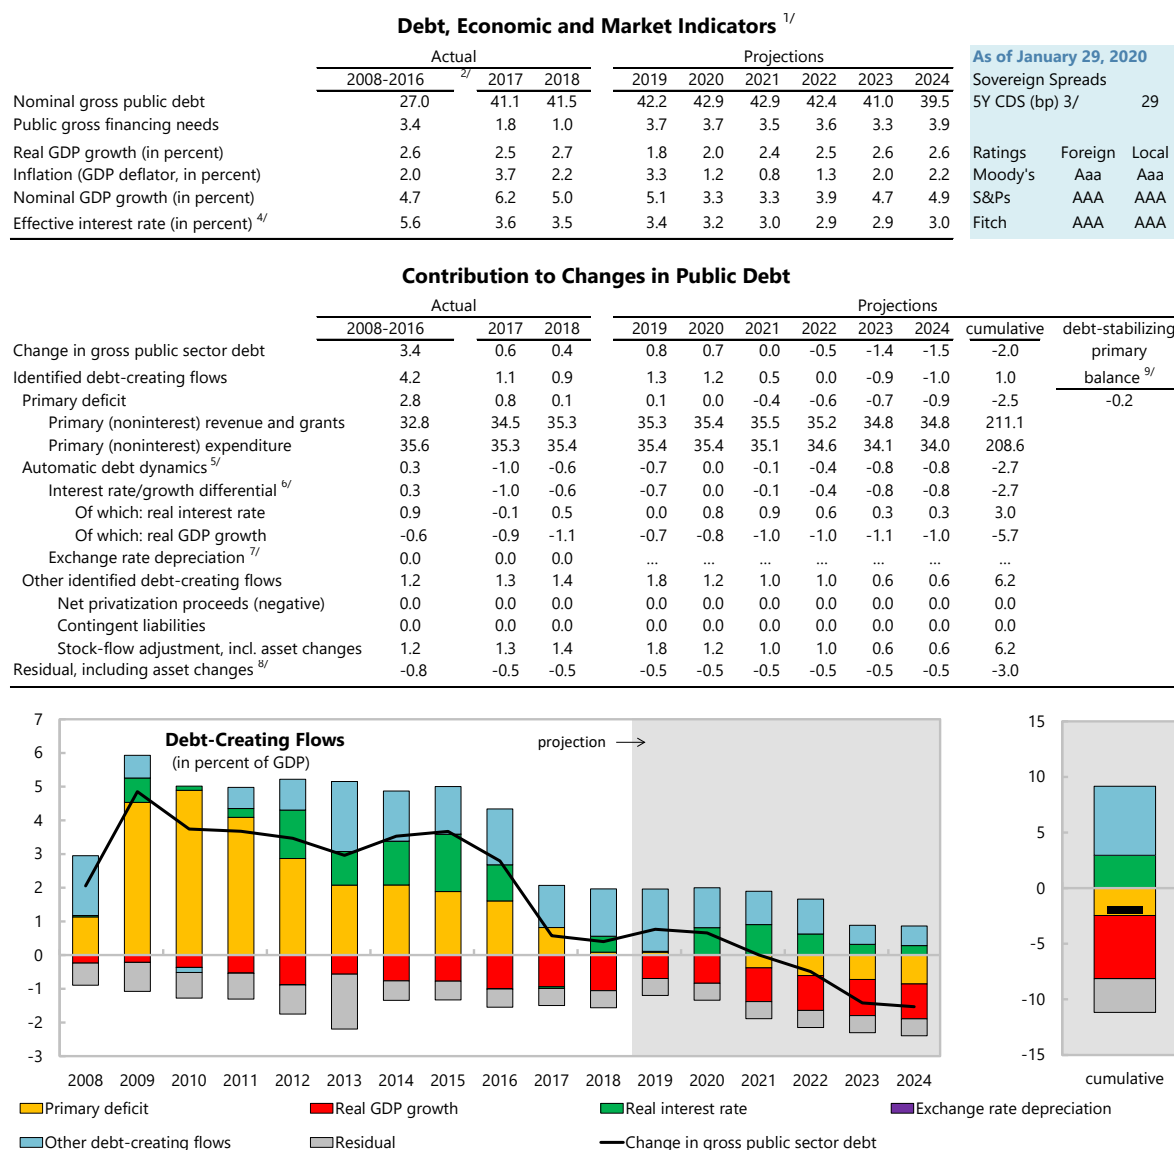 Debt, Economic and Market Indicators 1/
Actual Projections As of January 29, 2020
2008-2016 2/ 2017 2018 2019 2020 2021 2022 2023 2024 Sovereign Spreads
Nominal gross public debt 27.0 41.1 41.5 42.2 42.9 42.9 42.4 41.0 39.5 5Y CDS (bp) 3/ 29
Public gross financing needs 3.4 1.8 1.0 3.7 3.7 3.5 3.6 3.3 3.9
Real GDP growth (in percent) 2.6 2.5 2.7 1.8 2.0 2.4 2.5 2.6 2.6 Ratings Foreign Local
Inflation (GDP deflator, in percent) 2.0 3.7 2.2 3.3 1.2 0.8 1.3 2.0 2.2 Moody's Aaa Aaa
Nominal GDP growth (in percent) 4.7 6.2 5.0 5.1 3.3 3.3 3.9 4.7 4.9 S&Ps AAA AAA
Effective interest rate (in percent) 4/ 5.6 3.6 3.5 3.4 3.2 3.0 2.9 2.9 3.0 Fitch AAA AAA
Contribution to Changes in Public Debt
Actual Projections
2008-2016 2017 2018 2019 2020 2021 2022 2023 2024 cumulative debt-stabilizing
Change in gross public sector debt 3.4 0.6 0.4 0.8 0.7 0.0 -0.5 -1.4 -1.5 -2.0 primary
Identified debt-creating flows 4.2 1.1 0.9 1.3 1.2 0.5 0.0 -0.9 -1.0 1.0 balance 9/
Primary deficit 2.8 0.8 0.1 0.1 0.0 -0.4 -0.6 -0.7 -0.9 -2.5 -0.2
Primary (noninterest) revenue and grants 32.8 34.5 35.3 35.3 35.4 35.5 35.2 34.8 34.8 211.1
Primary (noninterest) expenditure 35.6 35.3 35.4 35.4 35.4 35.1 34.6 34.1 34.0 208.6
Automatic debt dynamics 5/ 0.3 -1.0 -0.6 -0.7 0.0 -0.1 -0.4 -0.8 -0.8 -2.7
Interest rate/growth differential 6/ 0.3 -1.0 -0.6 -0.7 0.0 -0.1 -0.4 -0.8 -0.8 -2.7
Of which: real interest rate 0.9 -0.1 0.5 0.0 0.8 0.9 0.6 0.3 0.3 3.0
Of which: real GDP growth -0.6 -0.9 -1.1 -0.7 -0.8 -1.0 -1.0 -1.1 -1.0 -5.7
Exchange rate depreciation 7/ 0.0 0.0 0.0 ... ... ... ... ... ... ...
Other identified debt-creating flows 1.2 1.3 1.4 1.8 1.2 1.0 1.0 0.6 0.6 6.2
Net privatization proceeds (negative) 0.0 0.0 0.0 0.0 0.0 0.0 0.0 0.0 0.0 0.0
Contingent liabilities 0.0 0.0 0.0 0.0 0.0 0.0 0.0 0.0 0.0 0.0
Stock-flow adjustment, incl. asset changes 1.2 1.3 1.4 1.8 1.2 1.0 1.0 0.6 0.6 6.2
Residual, including asset changes 8/ -0.8 -0.5 -0.5 -0.5 -0.5 -0.5 -0.5 -0.5 -0.5 -3.0
Debt-Creating Flows
(in percent of GDP)
projection
7
6
5
4
3
2
1
0
-1
-2
-3
2008 2009 2010 2011 2012 2013 2014 2015 2016 2017 2018 2019 2020 2021 2022 2023 2024
15
10
5
0
-5
-10
-15
cumulative
Primary deficit Real GDP growth Real interest rate Exchange rate depreciation
Other debt-creating flows Residual Change in gross public sector debt